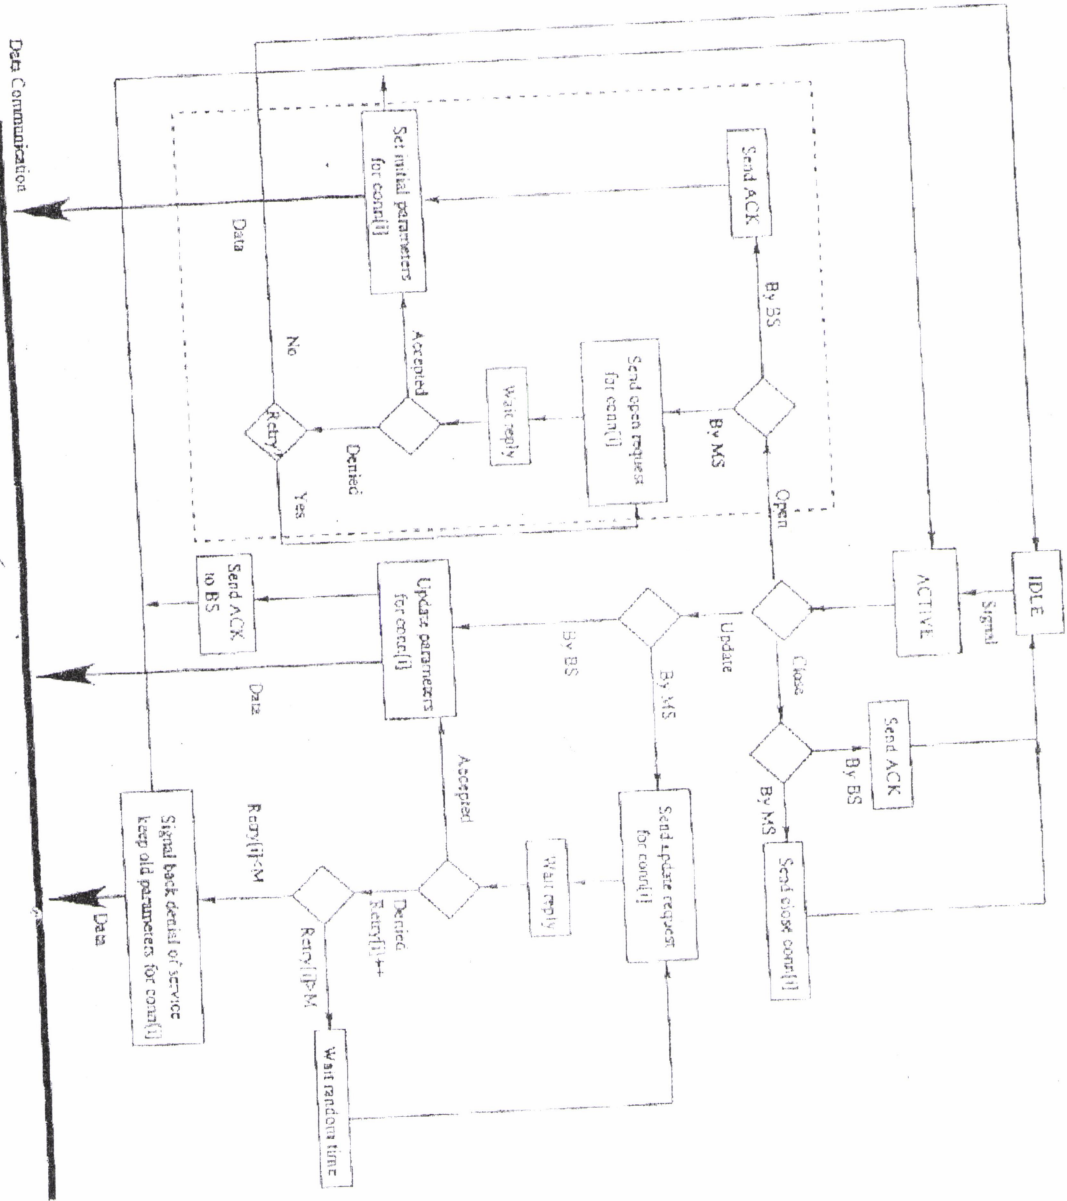 IDLE
Signal
ACTIVE
Send ACK
By BS
Close
By MS
Send close conn[i]
Open
Update
By BS
By MS
Send ACK
Send open request
for conn[i]
Wait reply
Accepted
Denied
Set initial parameters
for conn[i]
Retry?
No
Yes
Data
By MS
By BS
Send update request
for conn[i]
Wait reply
Accepted
Denied
Retry[i]++
Update parameters
for conn[i]
Send ACK
to BS
Data
Retry[i]<M
Retry[i]>M
Wait random time
Signal back denial of service
keep old parameters for conn[i]
Data
Data Communication